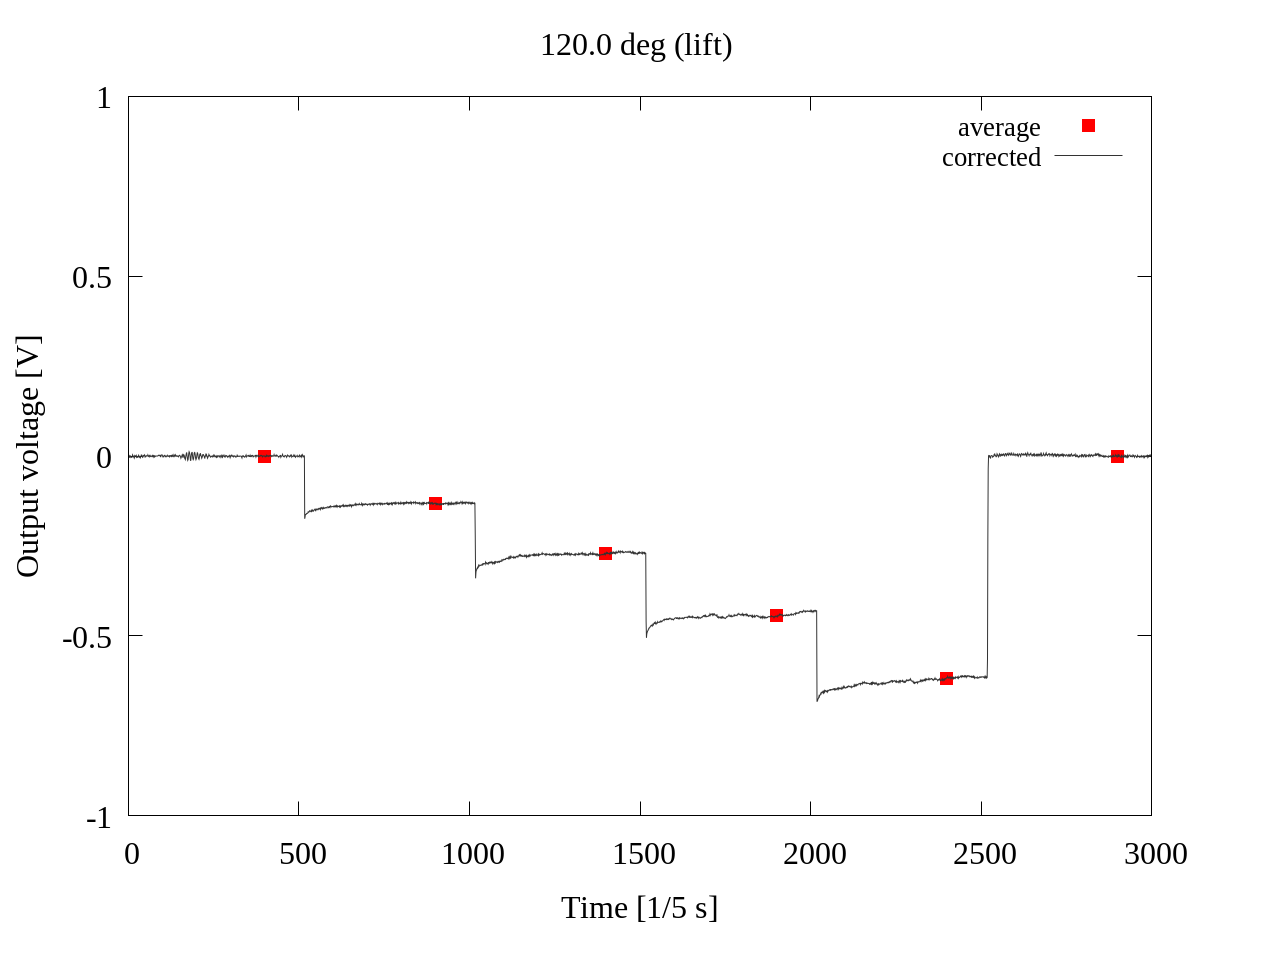 120.0 deg (lift)
average
corrected
1
0.5
0
-0.5
-1
Output voltage [V]
0 500 1000 1500 2000 2500 3000
Time [1/5 s]